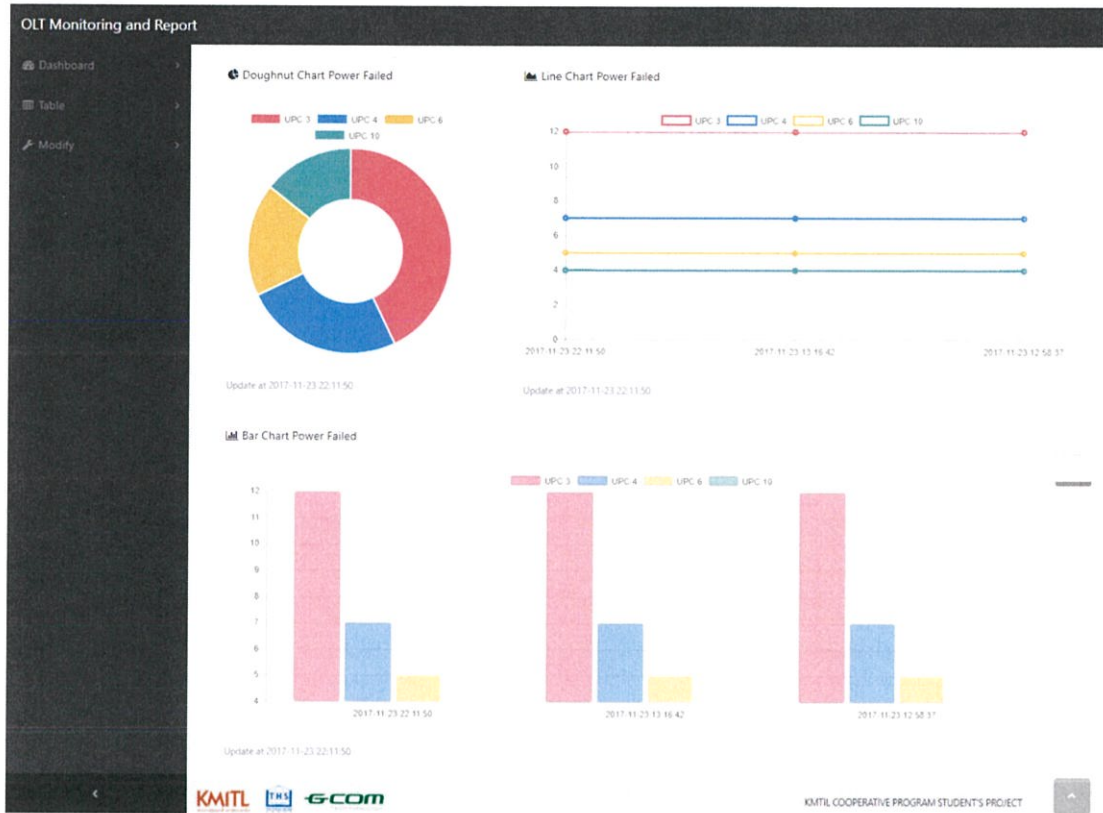 OLT Monitoring and Report
Dashboard
Table
Modify
Doughnut Chart Power Failed
UPC 3 UPC 4 UPC 6
UPC 10
Update at 2017-11-23 22:11:50
Line Chart Power Failed
UPC 3 UPC 4 UPC 6 UPC 10
12
10
8
6
4
2
0
2017-11-23 22:11:50 2017-11-23 13:16:42 2017-11-23 12:58:37
Update at 2017-11-23 22:11:50
Bar Chart Power Failed
UPC 3 UPC 4 UPC 6 UPC 10
12
11
10
9
8
7
6
5
4
2017-11-23 22:11:50 2017-11-23 13:16:42 2017-11-23 12:58:37
Update at 2017-11-23 22:11:50
KMITL THS G-COM
KMTIL COOPERATIVE PROGRAM STUDENT'S PROJECT